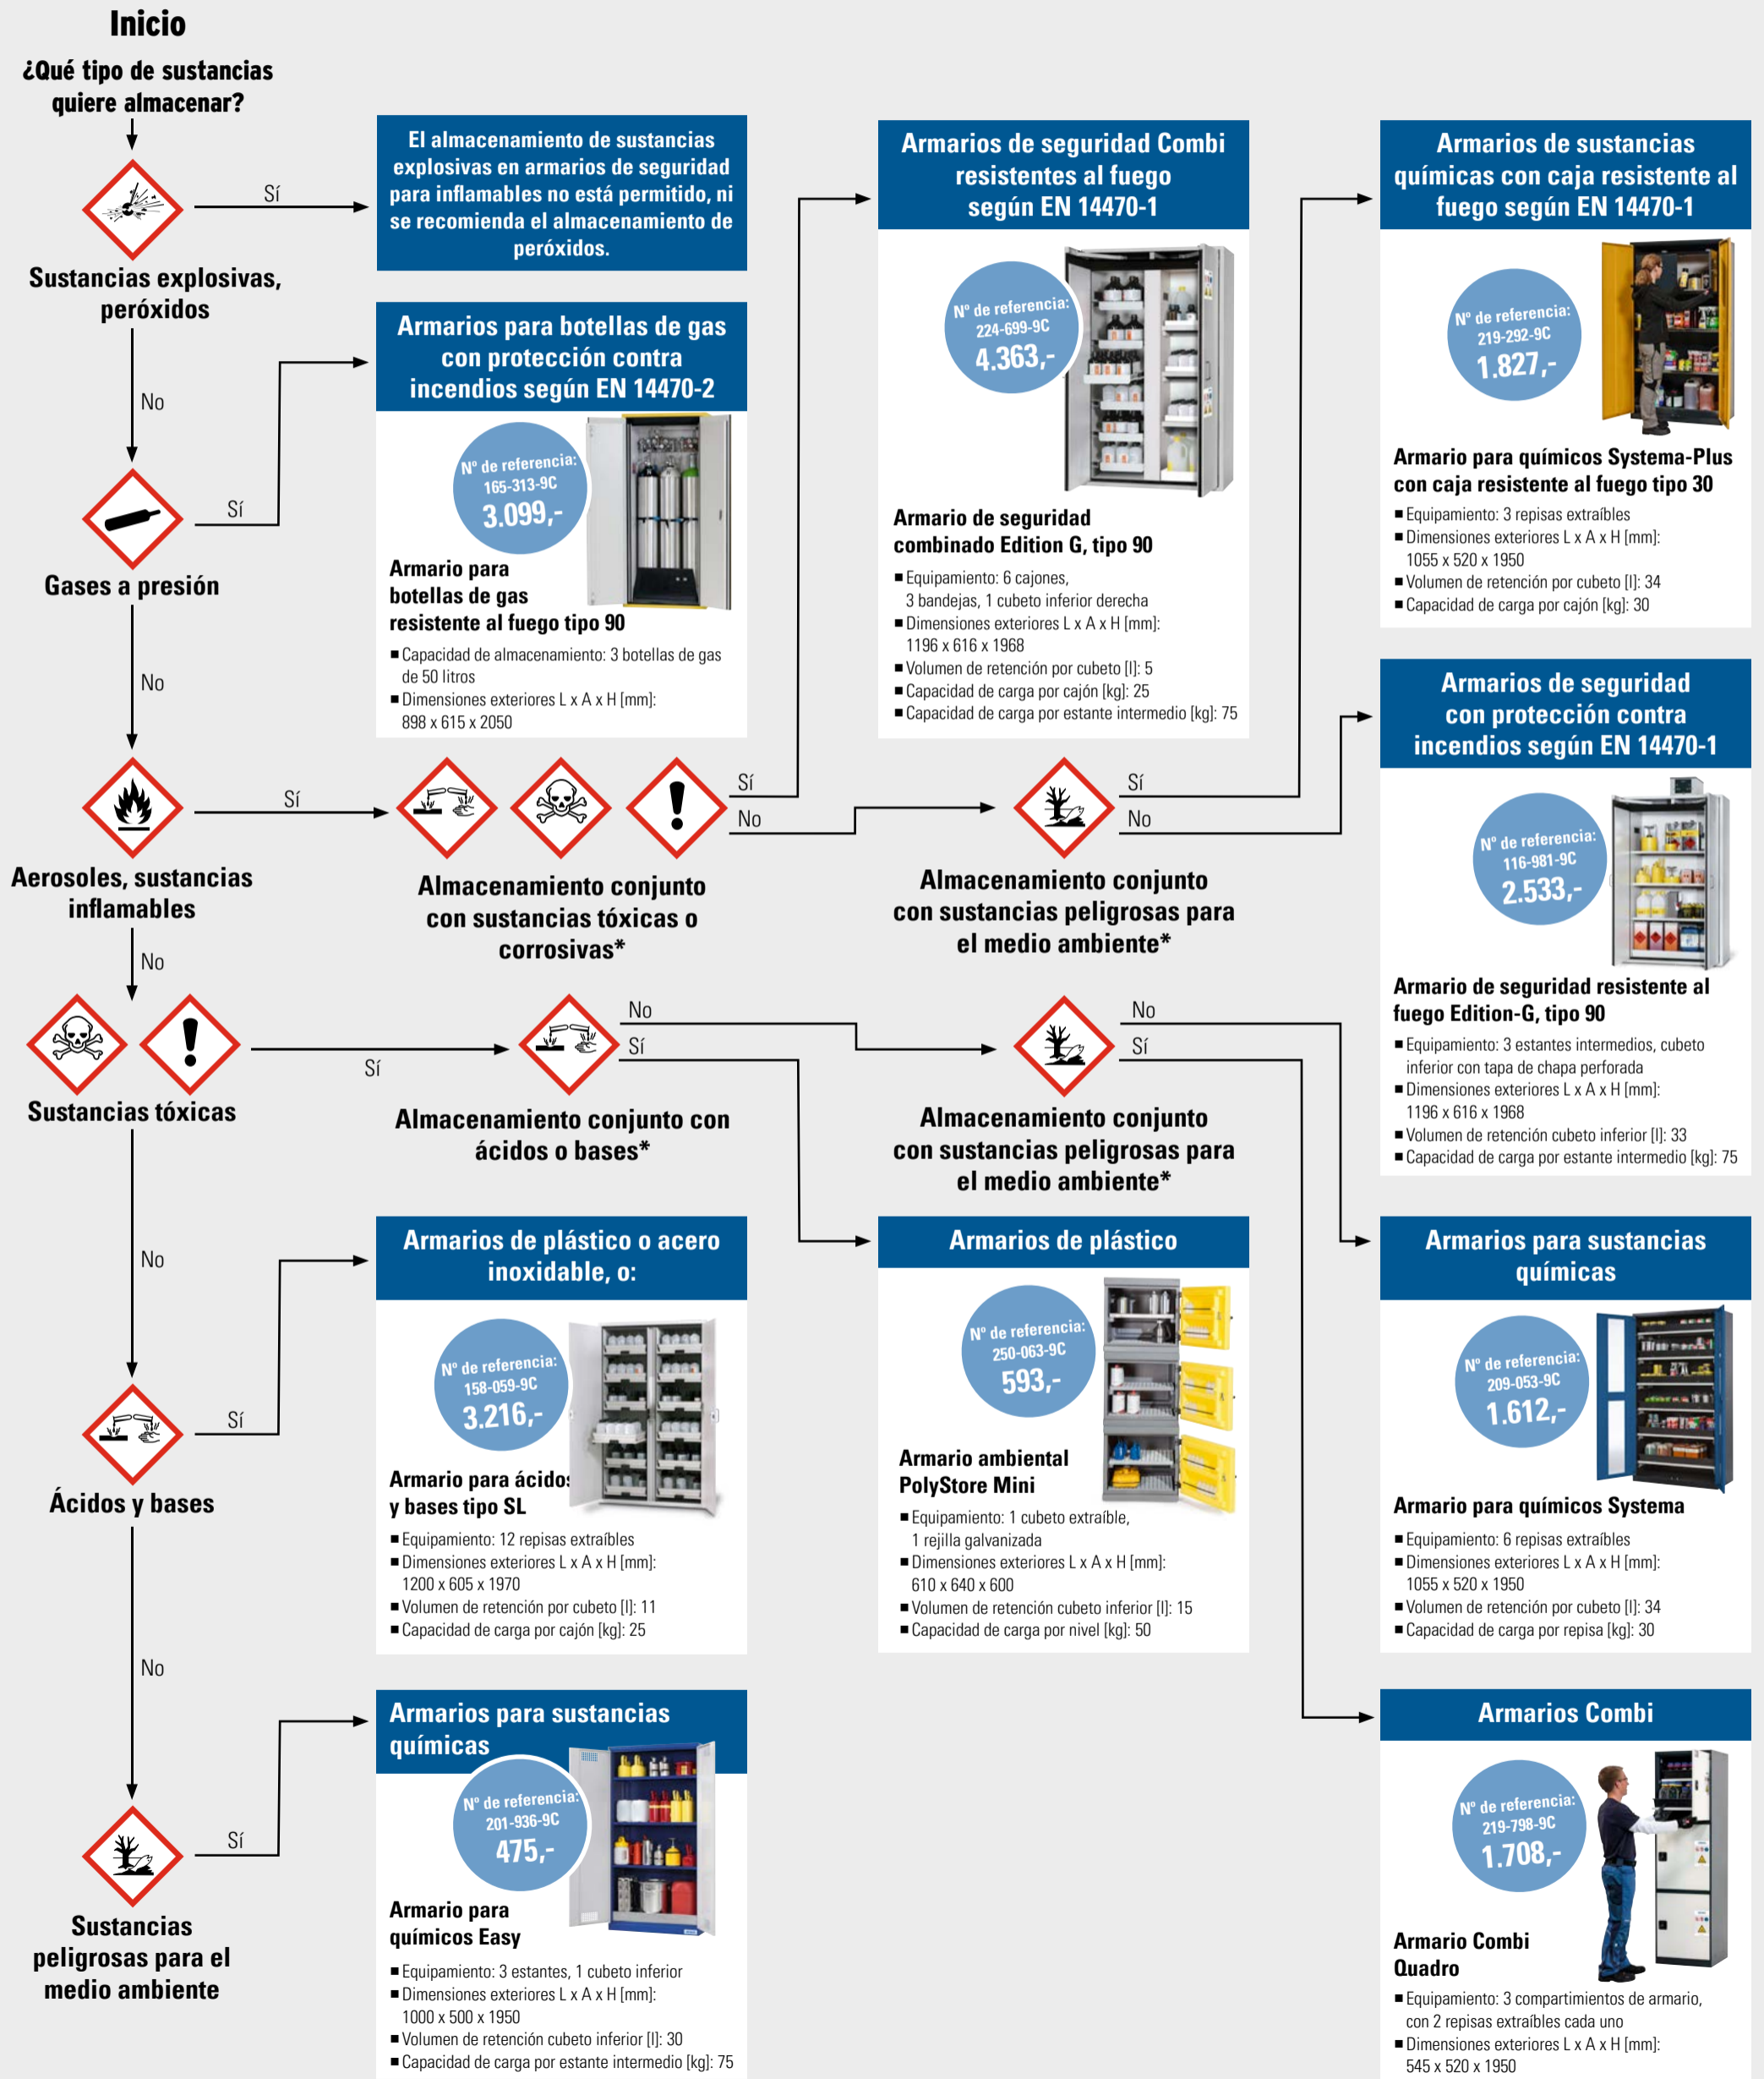 Inicio
¿Qué tipo de sustancias
quiere almacenar?
Sí
Sustancias explosivas,
peróxidos
El almacenamiento de sustancias
explosivas en armarios de seguridad
para inflamables no está permitido, ni
se recomienda el almacenamiento de
peróxidos.
No
Gases a presión
Sí
Armarios para botellas de gas
con protección contra
incendios según EN 14470-2
Nº de referencia:
165-313-9C
3.099,-
Armario para
botellas de gas
resistente al fuego tipo 90
■ Capacidad de almacenamiento: 3 botellas de gas
de 50 litros
■ Dimensiones exteriores L x A x H [mm]:
898 x 615 x 2050
No
Aerosoles, sustancias
inflamables
Sí
Almacenamiento conjunto
con sustancias tóxicas o
corrosivas*
Sí
No
Armarios de seguridad Combi
resistentes al fuego
según EN 14470-1
Nº de referencia:
224-699-9C
4.363,-
Armario de seguridad
combinado Edition G, tipo 90
■ Equipamiento: 6 cajones,
3 bandejas, 1 cubeto inferior derecha
■ Dimensiones exteriores L x A x H [mm]:
1196 x 616 x 1968
■ Volumen de retención por cubeto [l]: 5
■ Capacidad de carga por cajón [kg]: 25
■ Capacidad de carga por estante intermedio [kg]: 75
Almacenamiento conjunto
con sustancias peligrosas para
el medio ambiente*
Sí
No
Armarios de sustancias
químicas con caja resistente al
fuego según EN 14470-1
Nº de referencia:
219-292-9C
1.827,-
Armario para químicos Systema-Plus
con caja resistente al fuego tipo 30
■ Equipamiento: 3 repisas extraíbles
■ Dimensiones exteriores L x A x H [mm]:
1055 x 520 x 1950
■ Volumen de retención por cubeto [l]: 34
■ Capacidad de carga por cajón [kg]: 30
Armarios de seguridad
con protección contra
incendios según EN 14470-1
Nº de referencia:
116-981-9C
2.533,-
Armario de seguridad resistente al
fuego Edition-G, tipo 90
■ Equipamiento: 3 estantes intermedios, cubeto
inferior con tapa de chapa perforada
■ Dimensiones exteriores L x A x H [mm]:
1196 x 616 x 1968
■ Volumen de retención cubeto inferior [l]: 33
■ Capacidad de carga por estante intermedio [kg]: 75
No
Sustancias tóxicas
Sí
Almacenamiento conjunto con
ácidos o bases*
No
Sí
Almacenamiento conjunto
con sustancias peligrosas para
el medio ambiente*
No
Sí
No
Ácidos y bases
Sí
Armarios de plástico o acero
inoxidable, o:
Nº de referencia:
158-059-9C
3.216,-
Armario para ácidos
y bases tipo SL
■ Equipamiento: 12 repisas extraíbles
■ Dimensiones exteriores L x A x H [mm]:
1200 x 605 x 1970
■ Volumen de retención por cubeto [l]: 11
■ Capacidad de carga por cajón [kg]: 25
Armarios de plástico
Nº de referencia:
250-063-9C
593,-
Armario ambiental
PolyStore Mini
■ Equipamiento: 1 cubeto extraíble,
1 rejilla galvanizada
■ Dimensiones exteriores L x A x H [mm]:
610 x 640 x 600
■ Volumen de retención cubeto inferior [l]: 15
■ Capacidad de carga por nivel [kg]: 50
Armarios para sustancias
químicas
Nº de referencia:
209-053-9C
1.612,-
Armario para químicos Systema
■ Equipamiento: 6 repisas extraíbles
■ Dimensiones exteriores L x A x H [mm]:
1055 x 520 x 1950
■ Volumen de retención por cubeto [l]: 34
■ Capacidad de carga por repisa [kg]: 30
No
Sustancias
peligrosas para el
medio ambiente
Sí
Armarios para sustancias
químicas
Nº de referencia:
201-936-9C
475,-
Armario para
químicos Easy
■ Equipamiento: 3 estantes, 1 cubeto inferior
■ Dimensiones exteriores L x A x H [mm]:
1000 x 500 x 1950
■ Volumen de retención cubeto inferior [l]: 30
■ Capacidad de carga por estante intermedio [kg]: 75
Armarios Combi
Nº de referencia:
219-798-9C
1.708,-
Armario Combi
Quadro
■ Equipamiento: 3 compartimientos de armario,
con 2 repisas extraíbles cada uno
■ Dimensiones exteriores L x A x H [mm]:
545 x 520 x 1950